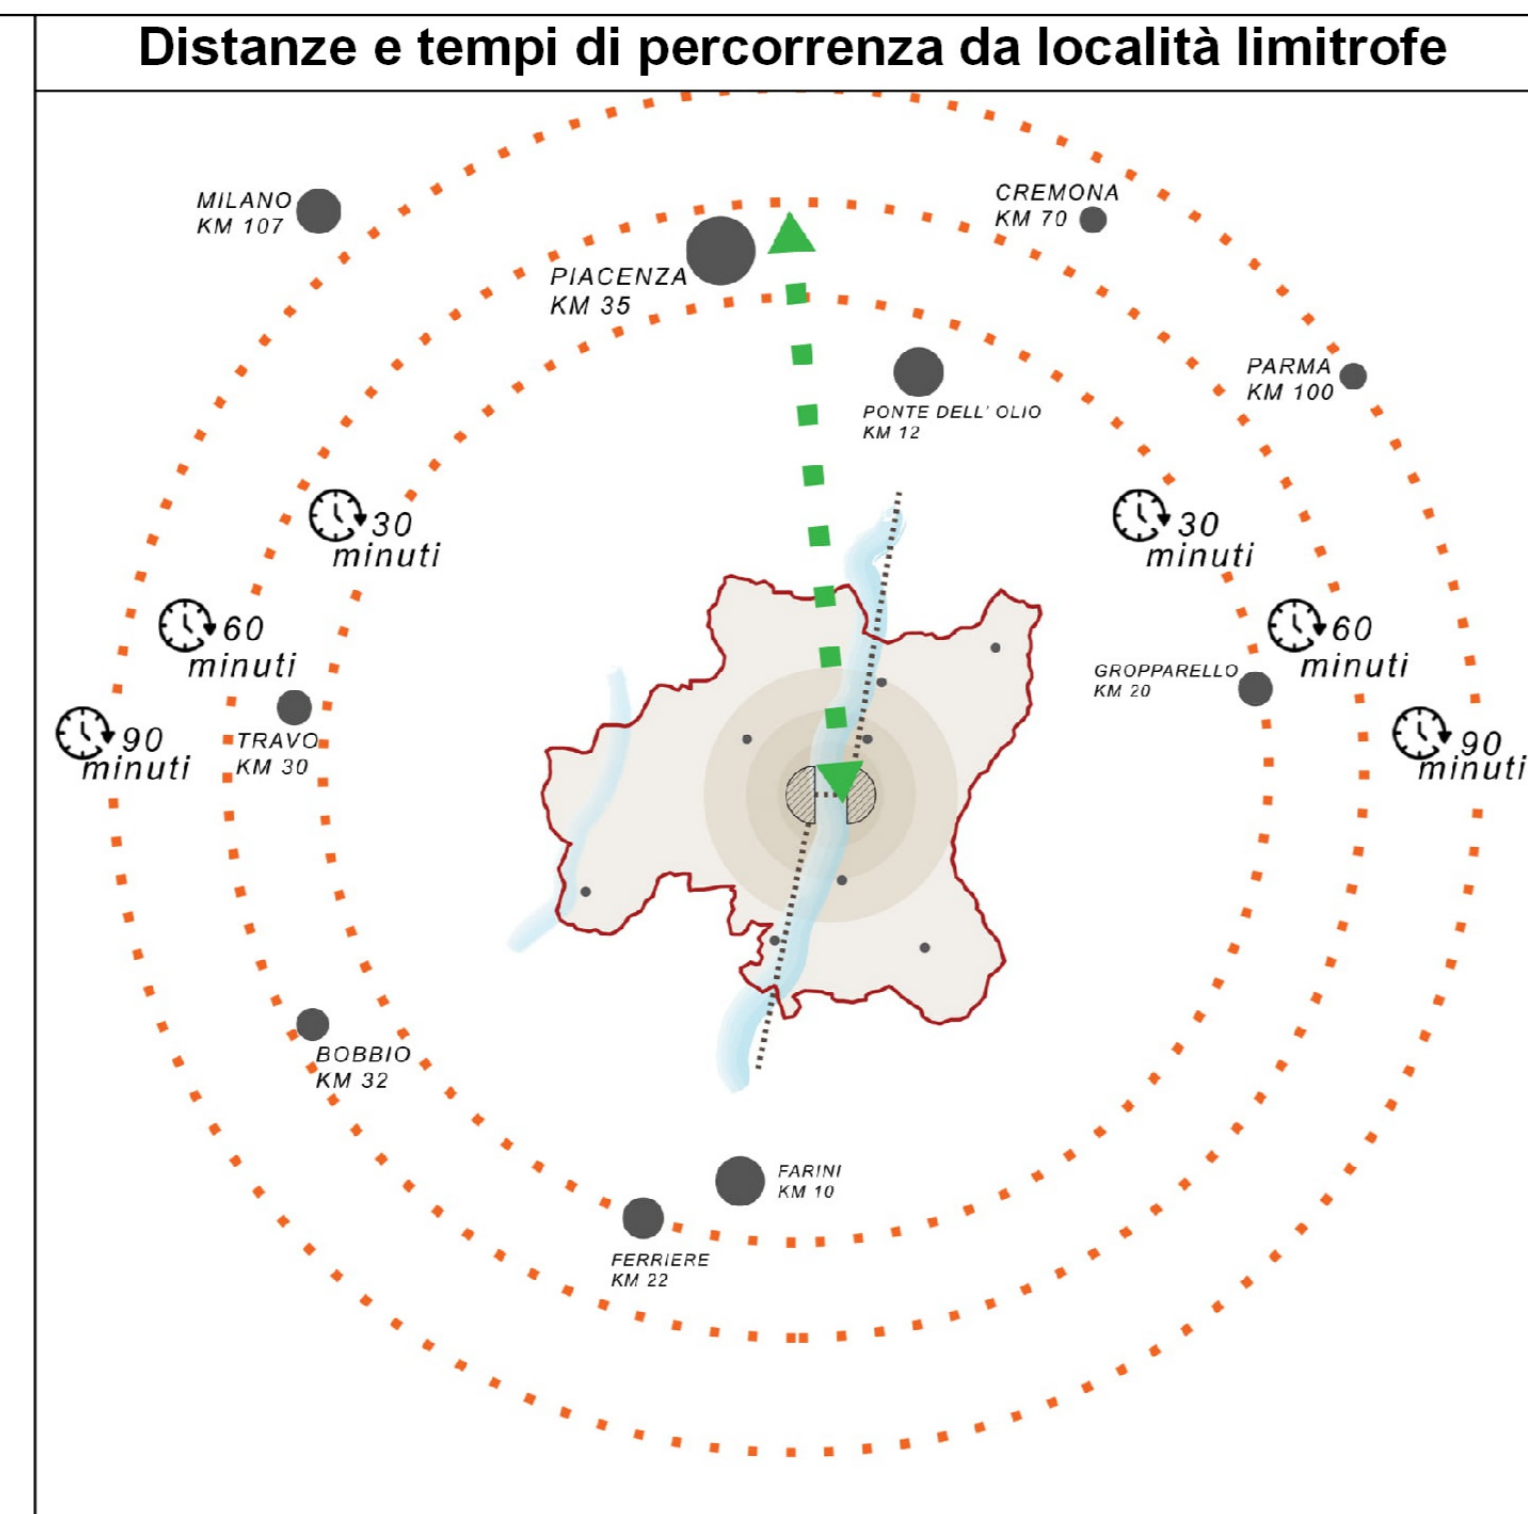 Distanze e tempi di percorrenza da località limitrofe
MILANO
KM 107
CREMONA
KM 70
PIACENZA
KM 35
PARMA
KM 100
PONTE DELL' OLIO
KM 12
30
minuti
30
minuti
60
minuti
60
minuti
GROPPARELLO
KM 20
90
minuti
TRAVO
KM 30
90
minuti
BOBBIO
KM 32
FARINI
KM 10
FERRIERE
KM 22